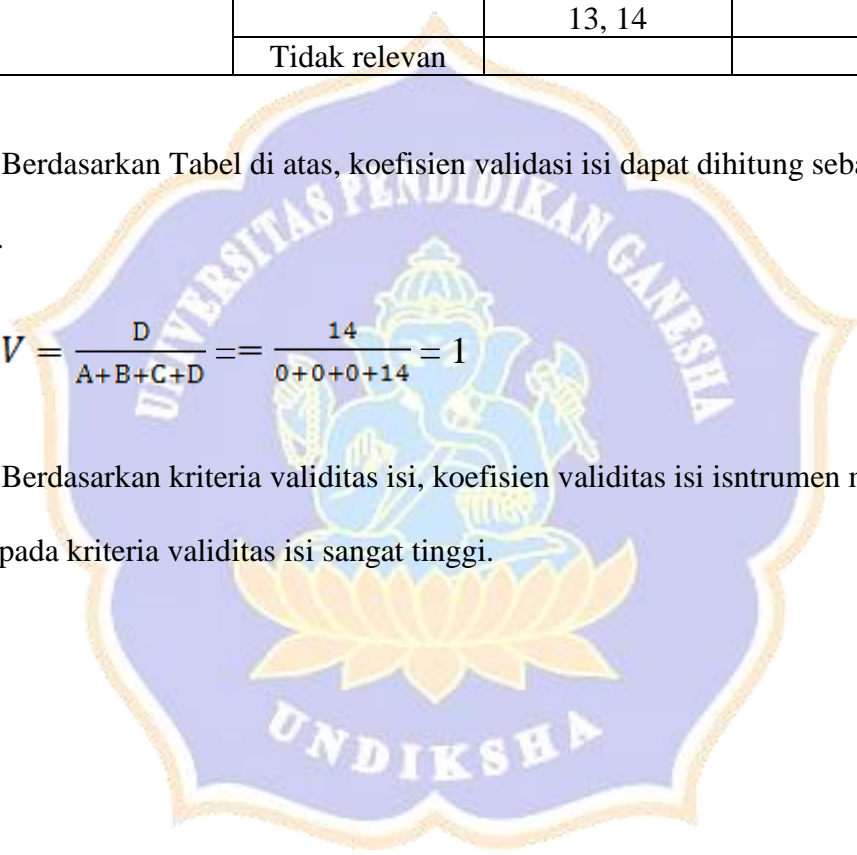 13, 14
Tidak relevan
Berdasarkan Tabel di atas, koefisien validasi isi dapat dihitung
.
V = D / A+B+C+D == 14 / 0+0+0+14 = 1
Berdasarkan kriteria validitas isi, koefisien validitas isi isntrumen
pada kriteria validitas isi sangat tinggi.
UNIVERSITAS PENDIDIKAN GANESHA
UNDIKSHA